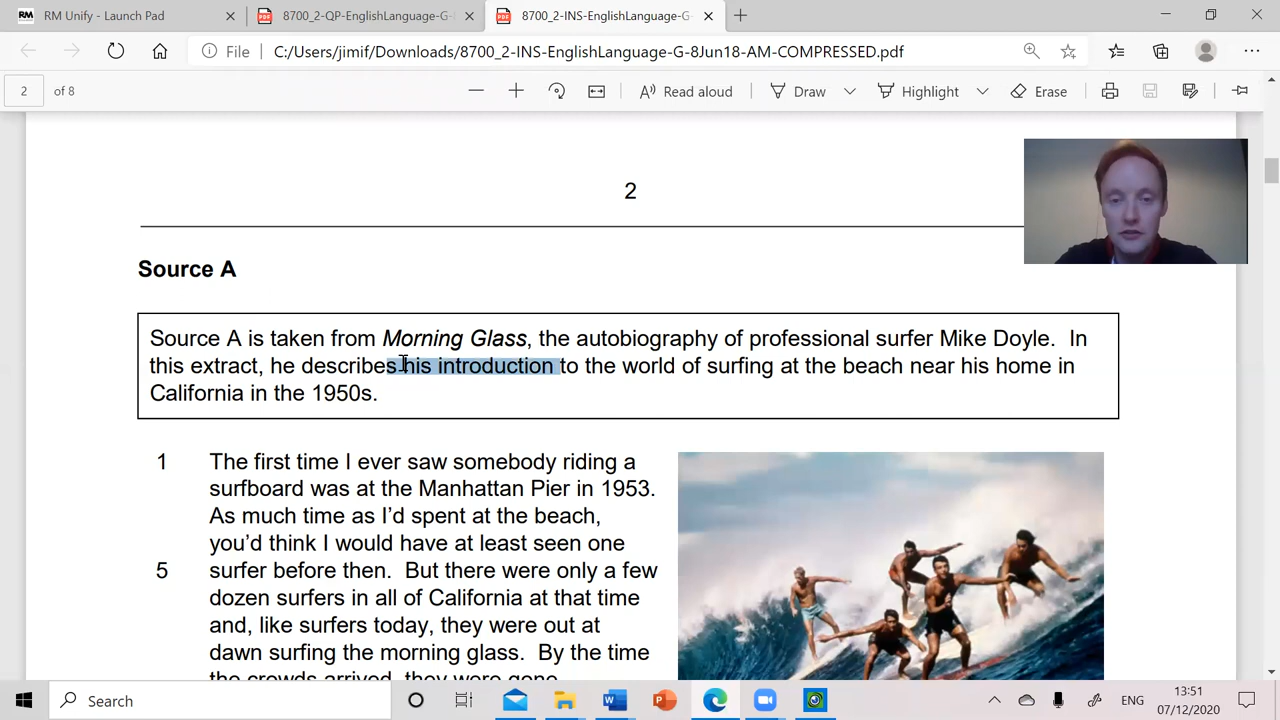 RM RM Unify - Launch Pad
PDF 8700_2-QP-EnglishLanguage-G-
PDF 8700_2-INS-EnglishLanguage-G-
File C:/Users/jimif/Downloads/8700_2-INS-EnglishLanguage-G-8Jun18-AM-COMPRESSED.pdf
2 of 8 Read aloud Draw Highlight Erase
2
Source A
Source A is taken from Morning Glass, the autobiography of professional surfer Mike Doyle. In
this extract, he describes his introduction to the world of surfing at the beach near his home in
California in the 1950s.
1 The first time I ever saw somebody riding a
surfboard was at the Manhattan Pier in 1953.
As much time as I'd spent at the beach,
you'd think I would have at least seen one
5 surfer before then. But there were only a few
dozen surfers in all of California at that time
and, like surfers today, they were out at
dawn surfing the morning glass. By the time
the crowds arrived, they were gone.
Search
ENG
13:51
07/12/2020